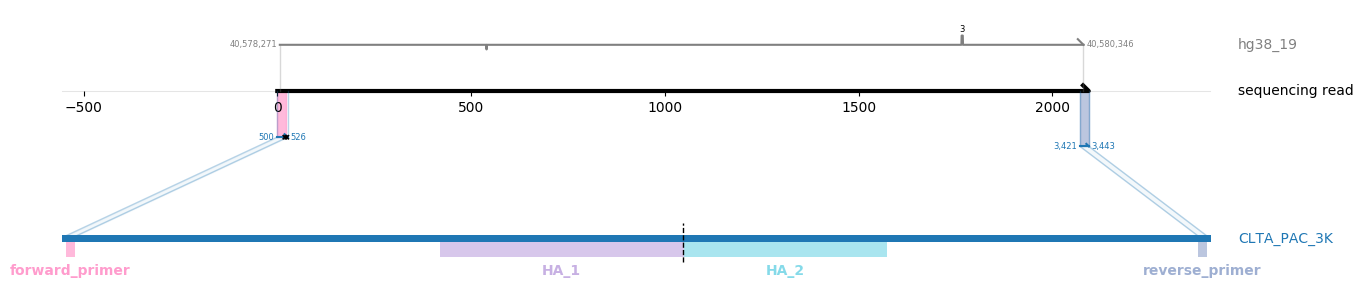 3
40,578,271
40,580,346
hg38_19
sequencing read
−500
0
500
1000
1500
2000
500
526
3,421
3,443
CLTA_PAC_3K
forward_primer
HA_1
HA_2
reverse_primer